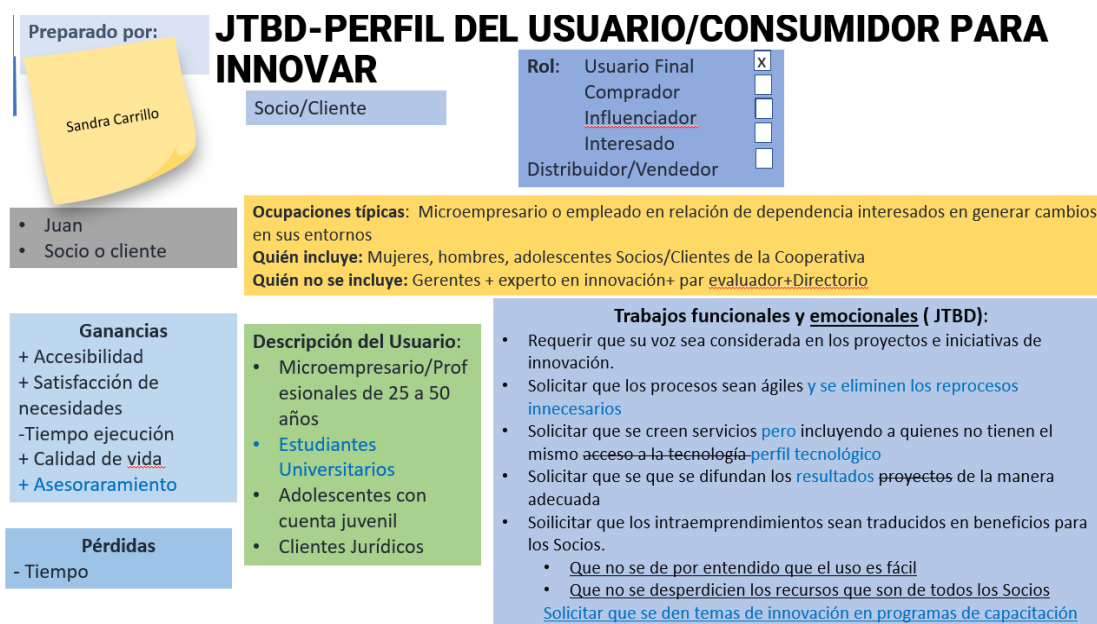 Preparado por:
JTBD-PERFIL DEL USUARIO/CONSUMIDOR PARA
INNOVAR
Sandra Carrillo
Socio/Cliente
Rol: Usuario Final x
Comprador
Influenciador
Interesado
Distribuidor/Vendedor
• Juan
• Socio o cliente
Ocupaciones típicas: Microempresario o empleado en relación de dependencia interesados en generar cambios
en sus entornos
Quién incluye: Mujeres, hombres, adolescentes Socios/Clientes de la Cooperativa
Quién no se incluye: Gerentes + experto en innovación+ par evaluador+Directorio
Ganancias
+ Accesibilidad
+ Satisfacción de
necesidades
-Tiempo ejecución
+ Calidad de vida
+ Asesoraramiento
Pérdidas
- Tiempo
Descripción del Usuario:
• Microempresario/Prof
esionales de 25 a 50
años
• Estudiantes
Universitarios
• Adolescentes con
cuenta juvenil
• Clientes Jurídicos
Trabajos funcionales y emocionales ( JTBD):
• Requerir que su voz sea considerada en los proyectos e iniciativas de
innovación.
• Solicitar que los procesos sean ágiles y se eliminen los reprocesos
innecesarios
• Solicitar que se creen servicios pero incluyendo a quienes no tienen el
mismo acceso a la tecnología perfil tecnológico
• Solicitar que se que se difundan los resultados proyectos de la manera
adecuada
• Soilicitar que los intraemprendimientos sean traducidos en beneficios para
los Socios.
• Que no se de por entendido que el uso es fácil
• Que no se desperdicien los recursos que son de todos los Socios
Solicitar que se den temas de innovación en programas de capacitación